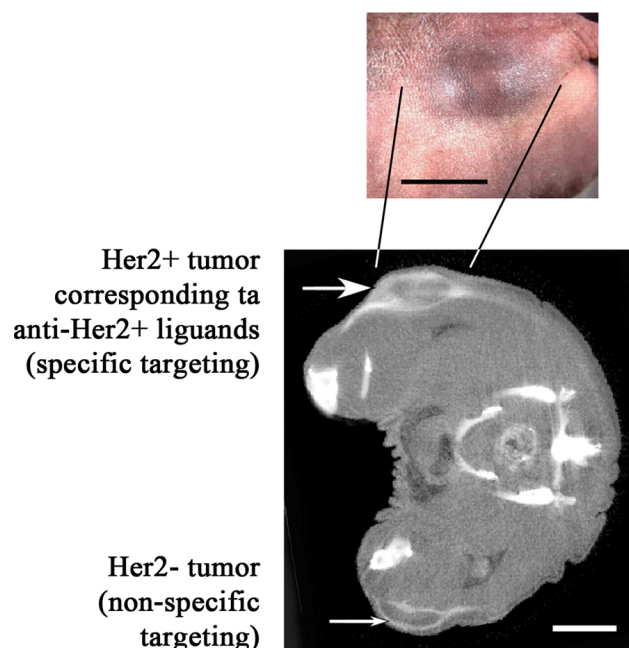 Her2+ tumor
corresponding ta
anti-Her2+ liguands
(specific targeting)
Her2- tumor
(non-specific
targeting)